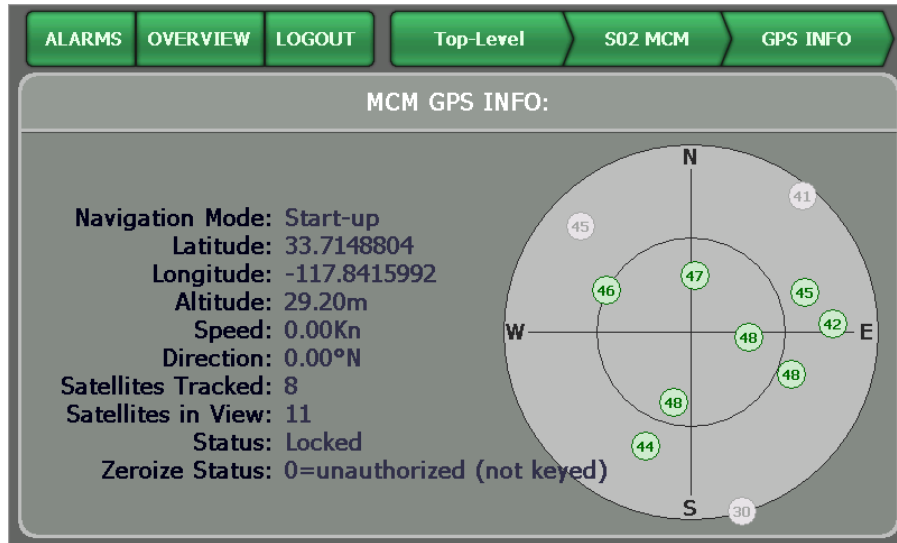 ALARMS OVERVIEW LOGOUT Top-Level S02 MCM GPS INFO
MCM GPS INFO:
Navigation Mode: Start-up
Latitude: 33.7148804
Longitude: -117.8415992
Altitude: 29.20m
Speed: 0.00Kn
Direction: 0.00°N
Satellites Tracked: 8
Satellites in View: 11
Status: Locked
Zeroize Status: 0=unauthorized (not keyed)
N
41
45
47
46
45
42
W
E
48
48
48
44
S
30